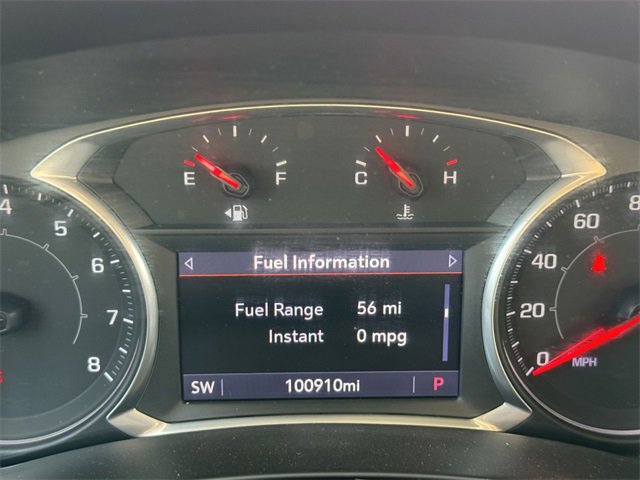 E F
C H
4 5 6 7 8
0 20 40 60 8
MPH
Fuel Information
Fuel Range 56 mi
Instant 0 mpg
SW 100910mi P